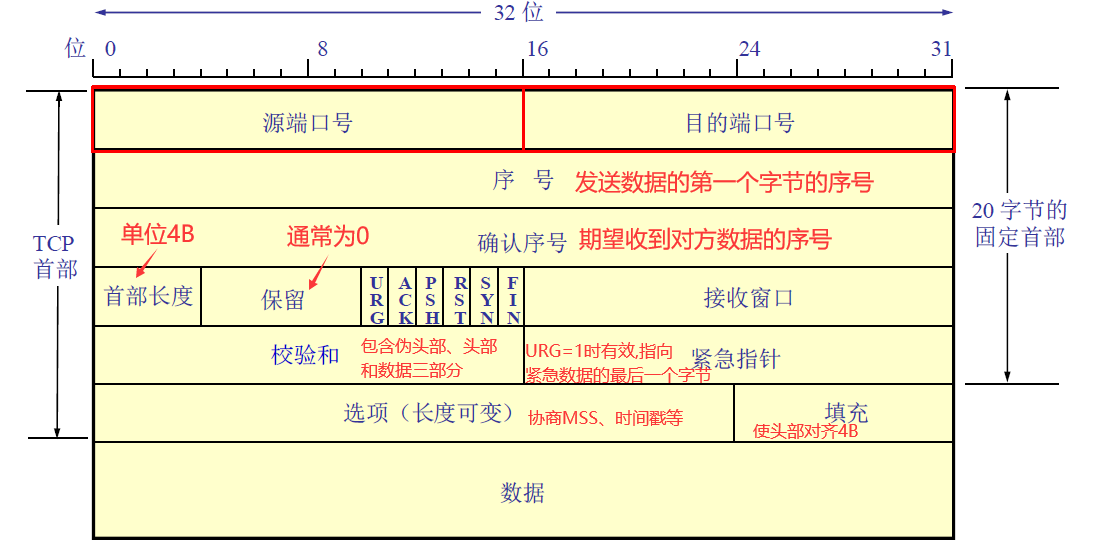 32 位
位 0 8 16 24 31
源端口号 目的端口号
序 号 发送数据的第一个字节的序号
单位4B 通常为0 确认序号 期望收到对方数据的序号
TCP
首部
20 字节的
固定首部
首部长度 保留 URG ACK PSH RST SYN FIN 接收窗口
校验和 包含伪头部、头部
和数据三部分
URG=1时有效,指向
紧急数据的最后一个字节
紧急指针
选项（长度可变） 协商MSS、时间戳等 填充
使头部对齐4B
数据